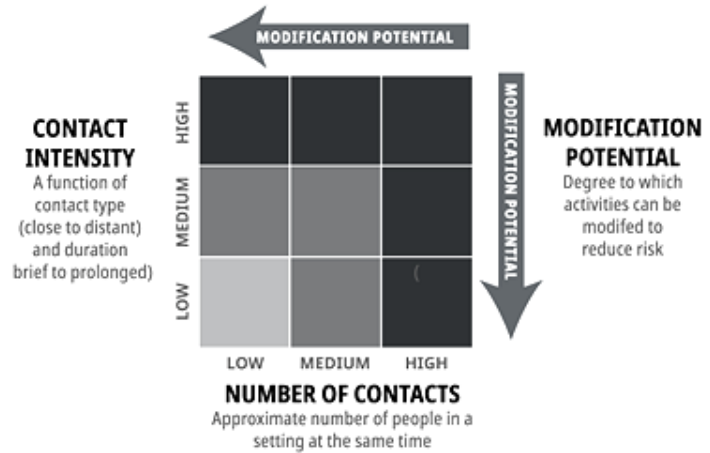 MODIFICATION POTENTIAL
CONTACT
INTENSITY
A function of
contact type
(close to distant)
and duration
brief to prolonged)
HIGH
MEDIUM
LOW
(
MODIFICATION POTENTIAL
MODIFICATION
POTENTIAL
Degree to which
activities can be
modifed to
reduce risk
LOW MEDIUM HIGH
NUMBER OF CONTACTS
Approximate number of people in a
setting at the same time